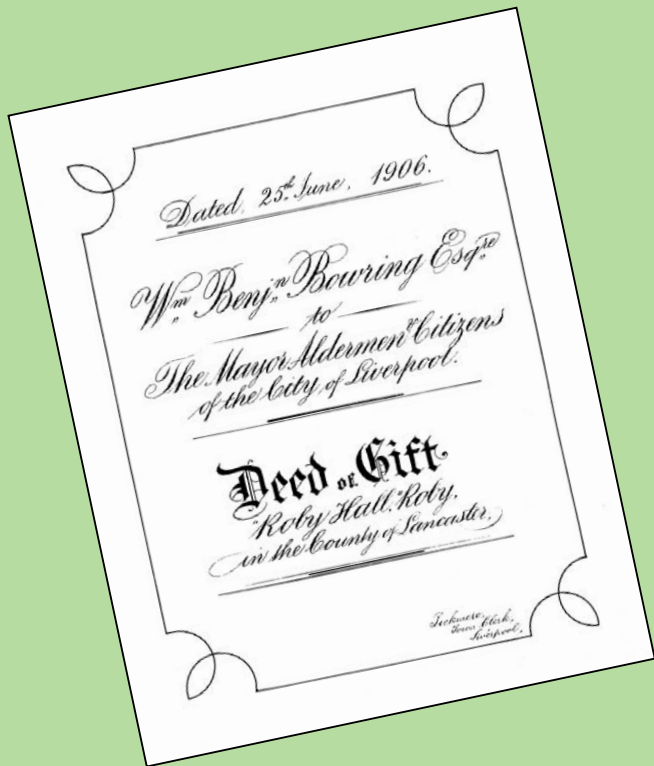 Dated, 25th June, 1906.
Wm Benjn Bowring Esqre
to
The Mayor Aldermen & Citizens
of the City of Liverpool.
Deed of Gift.
"Roby Hall," Roby,
in the County of Lancaster,
Pickmere,
Town Clerk,
Liverpool.